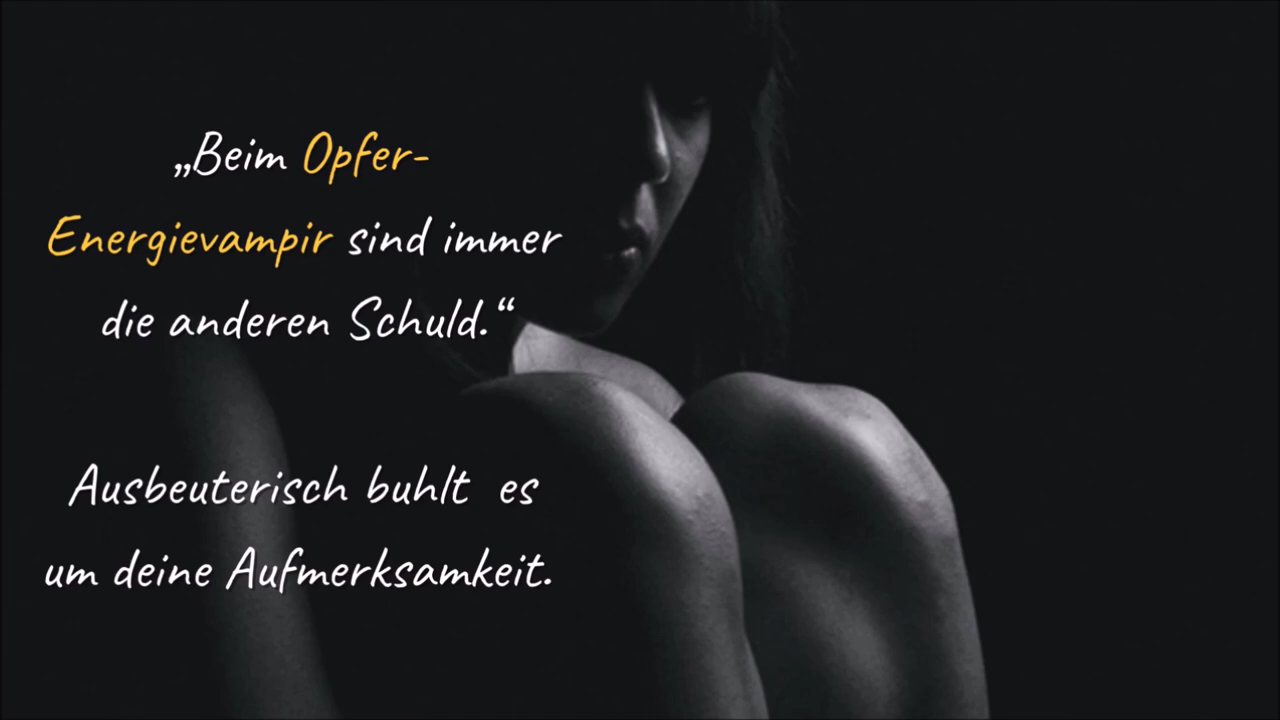 „Beim Opfer-
Energievampir sind immer
die anderen Schuld.“
Ausbeuterisch buhlt es
um deine Aufmerksamkeit.